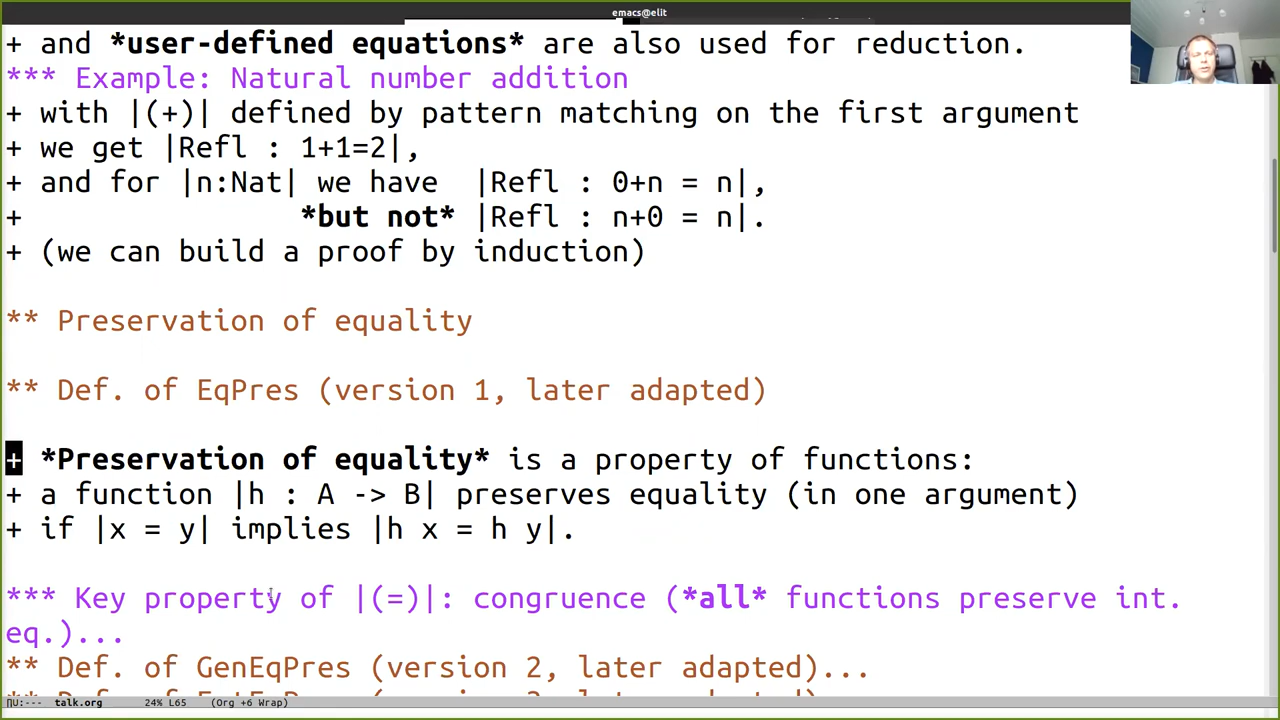 emacs@elit
+ and *user-defined equations* are also used for reduction.
*** Example: Natural number addition
+ with |(+)| defined by pattern matching on the first argument
+ we get |Refl : 1+1=2|,
+ and for |n:Nat| we have  |Refl : 0+n = n|,
+                *but not* |Refl : n+0 = n|.
+ (we can build a proof by induction)
** Preservation of equality
** Def. of EqPres (version 1, later adapted)
+ *Preservation of equality* is a property of functions:
+ a function |h : A -> B| preserves equality (in one argument)
+ if |x = y| implies |h x = h y|.
*** Key property of |(=)|: congruence (*all* functions preserve int.
eq.)...
** Def. of GenEqPres (version 2, later adapted)...
U:---  talk.org       24% L65    (Org +6 Wrap)